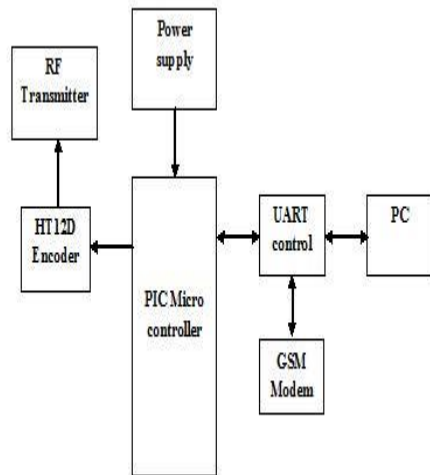 Power
supply
RF
Transmitter
HT12D
Encoder
UART
control
PC
PIC Micro
controller
GSM
Modem